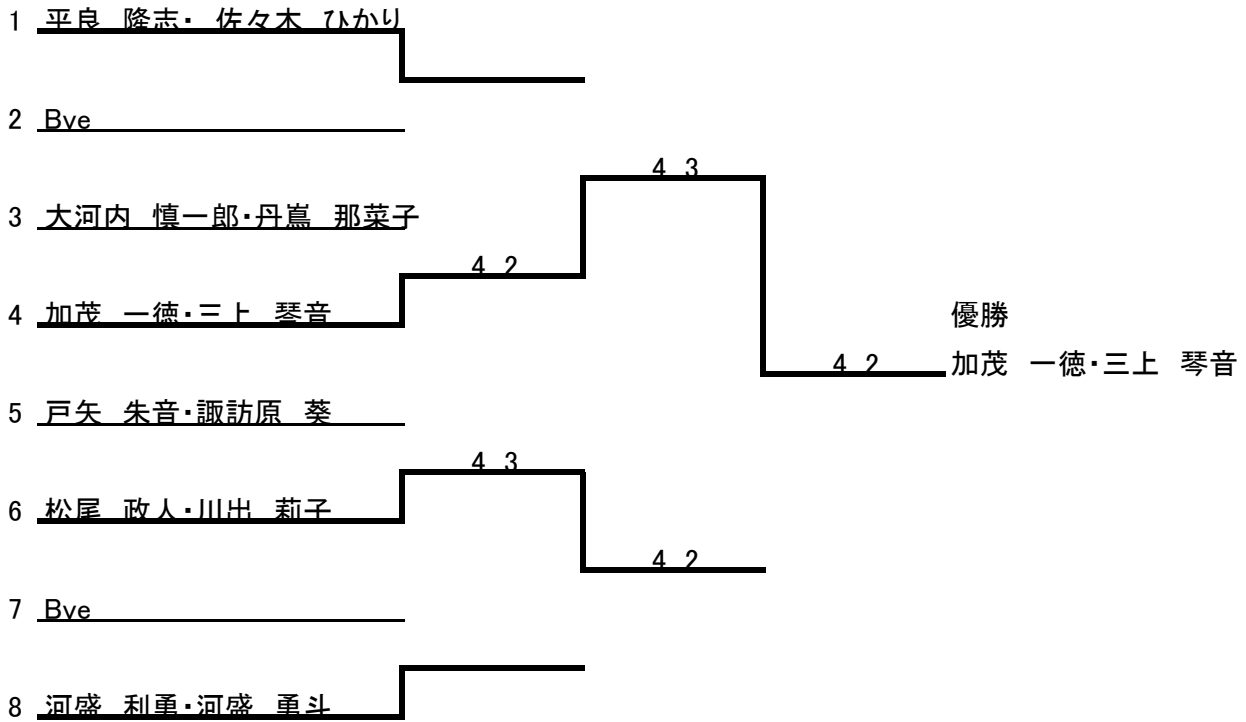 1 平良 隆志・ 佐々木 ひかり
2 Bye
4 3
3 大河内 慎一郎・丹嶌 那菜子
4 2
4 加茂 一徳・三上 琴音
優勝
4 2
加茂 一徳・三上 琴音
5 戸矢 朱音・諏訪原 葵
4 3
6 松尾 政人・川出 莉子
4 2
7 Bye
8 河盛 利勇・河盛 勇斗